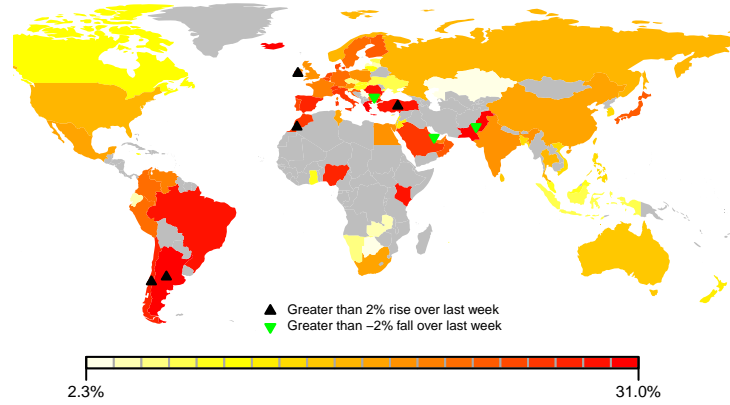 Greater than 2% rise over last week
Greater than −2% fall over last week
2.3%
31.0%